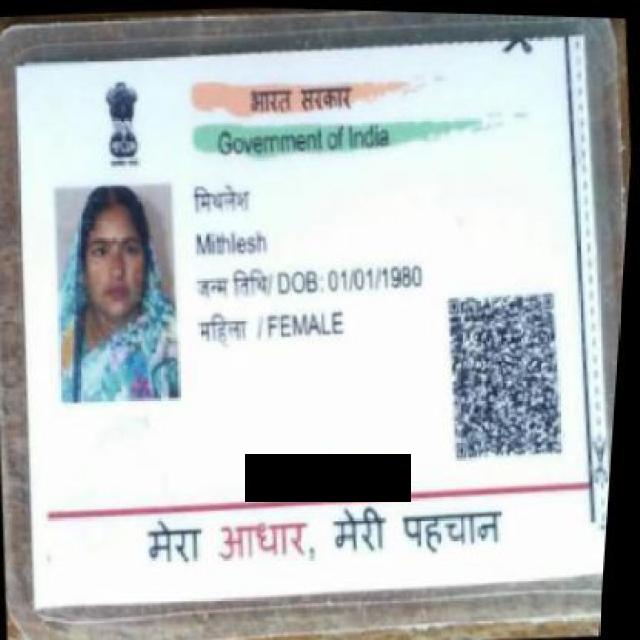 भारत सरकार
Government of India
मिथलेश
Mithlesh
जन्म तिथि/ DOB: 01/01/1980
महिला / FEMALE
मेरा आधार, मेरी पहचान